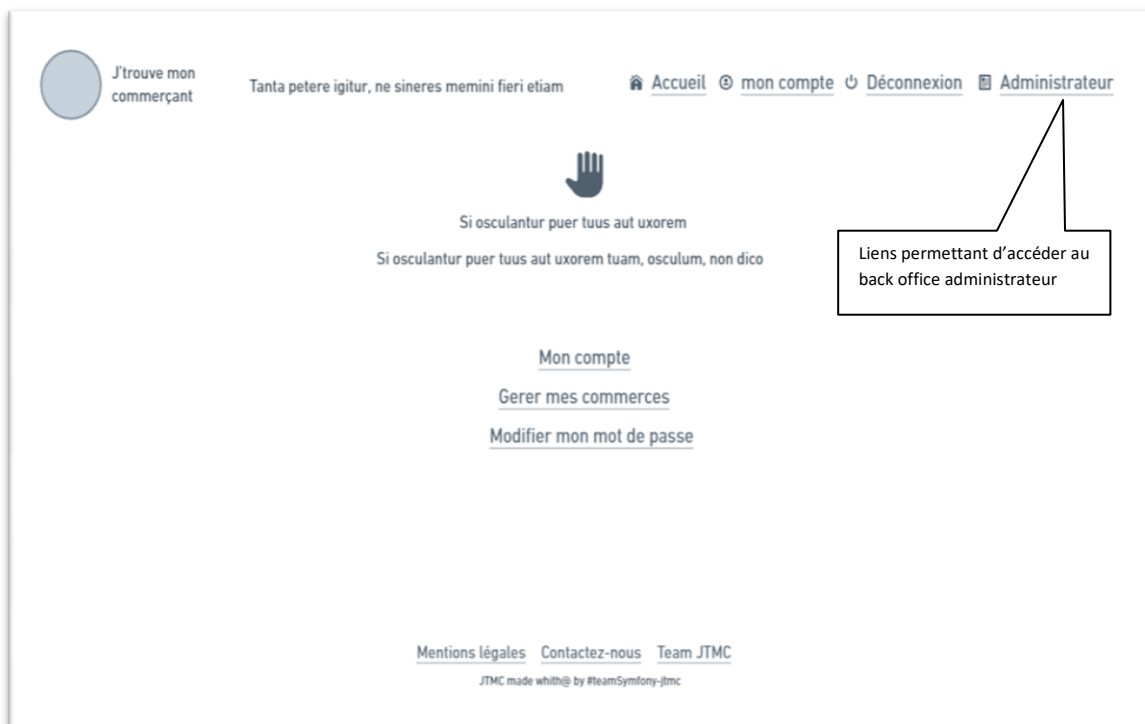 J'trouve mon
commerçant
Tanta petere igitur, ne sineres memini fieri etiam
Accueil mon compte Déconnexion Administrateur
Si osculantur puer tuus aut uxorem
Si osculantur puer tuus aut uxorem tuam, osculum, non dico
Liens permettant d’accéder au
back office administrateur
Mon compte
Gerer mes commerces
Modifier mon mot de passe
Mentions légales Contactez-nous Team JTMC
JTMC made whith@ by #teamSymfony-jtmc